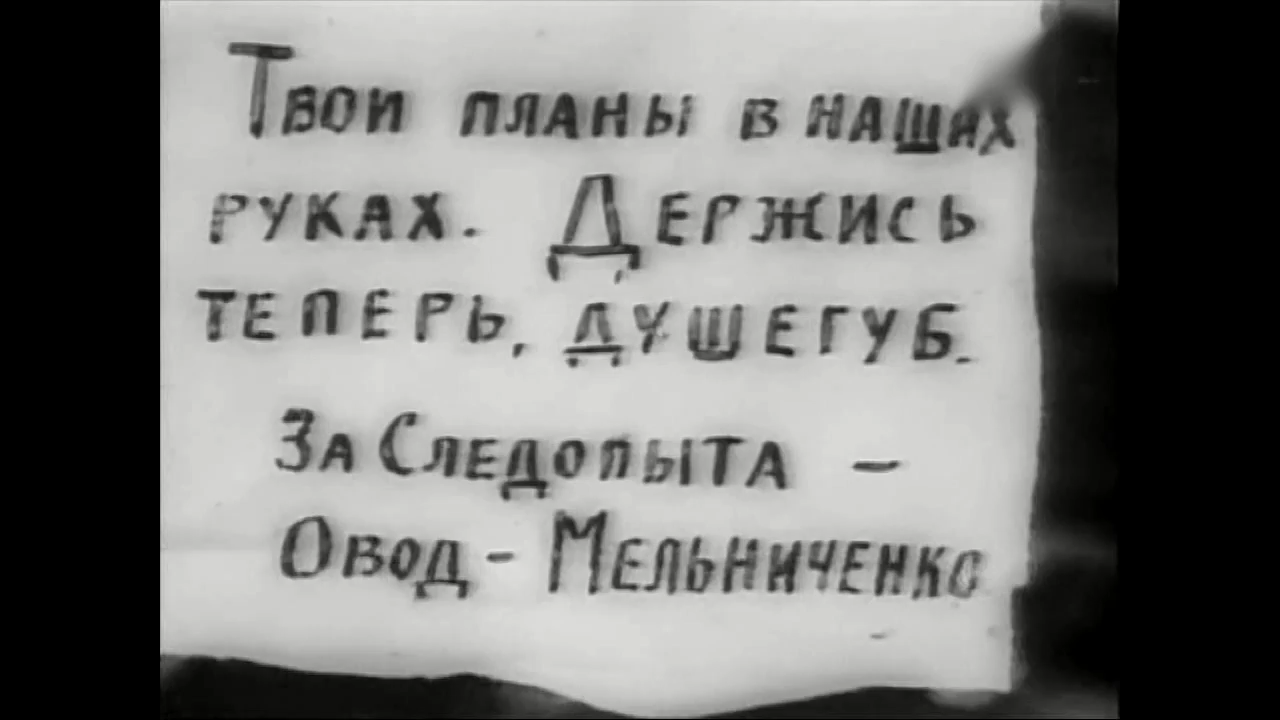 Твои планы в наших
руках. Держись
теперь, душегуб.
За Следопыта –
Овод - Мельниченко